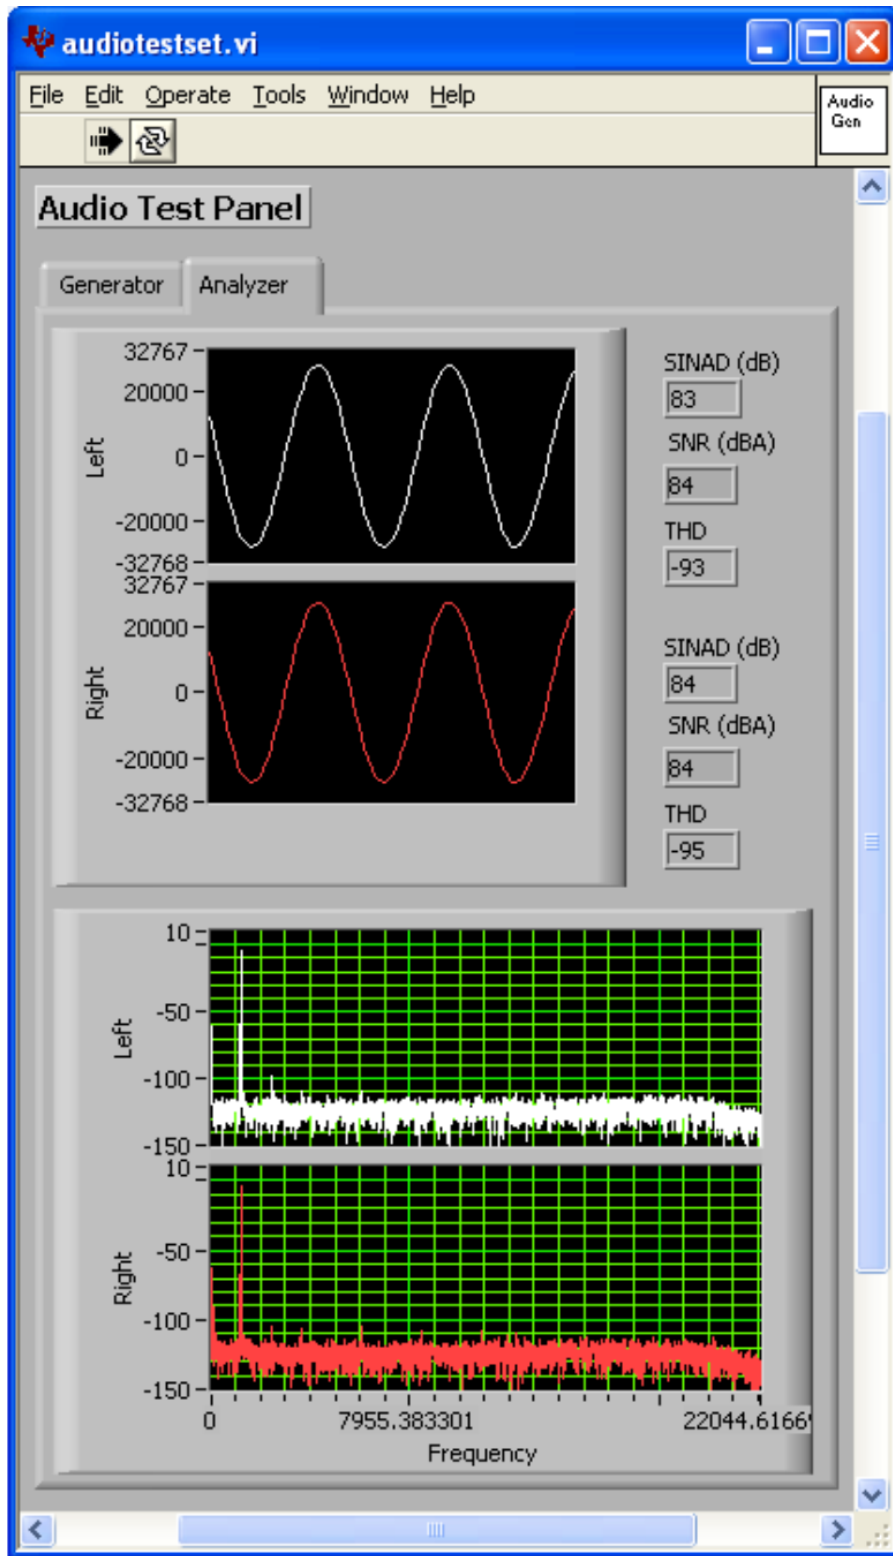 audiotestset.vi
File Edit Operate Tools Window Help
Audio
Gen
Audio Test Panel
Generator
Analyzer
32767
20000
0
-20000
-32768
Left
32767
20000
0
-20000
-32768
Right
SINAD (dB)
83
SNR (dBA)
84
THD
-93
SINAD (dB)
84
SNR (dBA)
84
THD
-95
10
-50
-100
-150
Left
10
-50
-100
-150
Right
0
7955.383301
22044.6166
Frequency